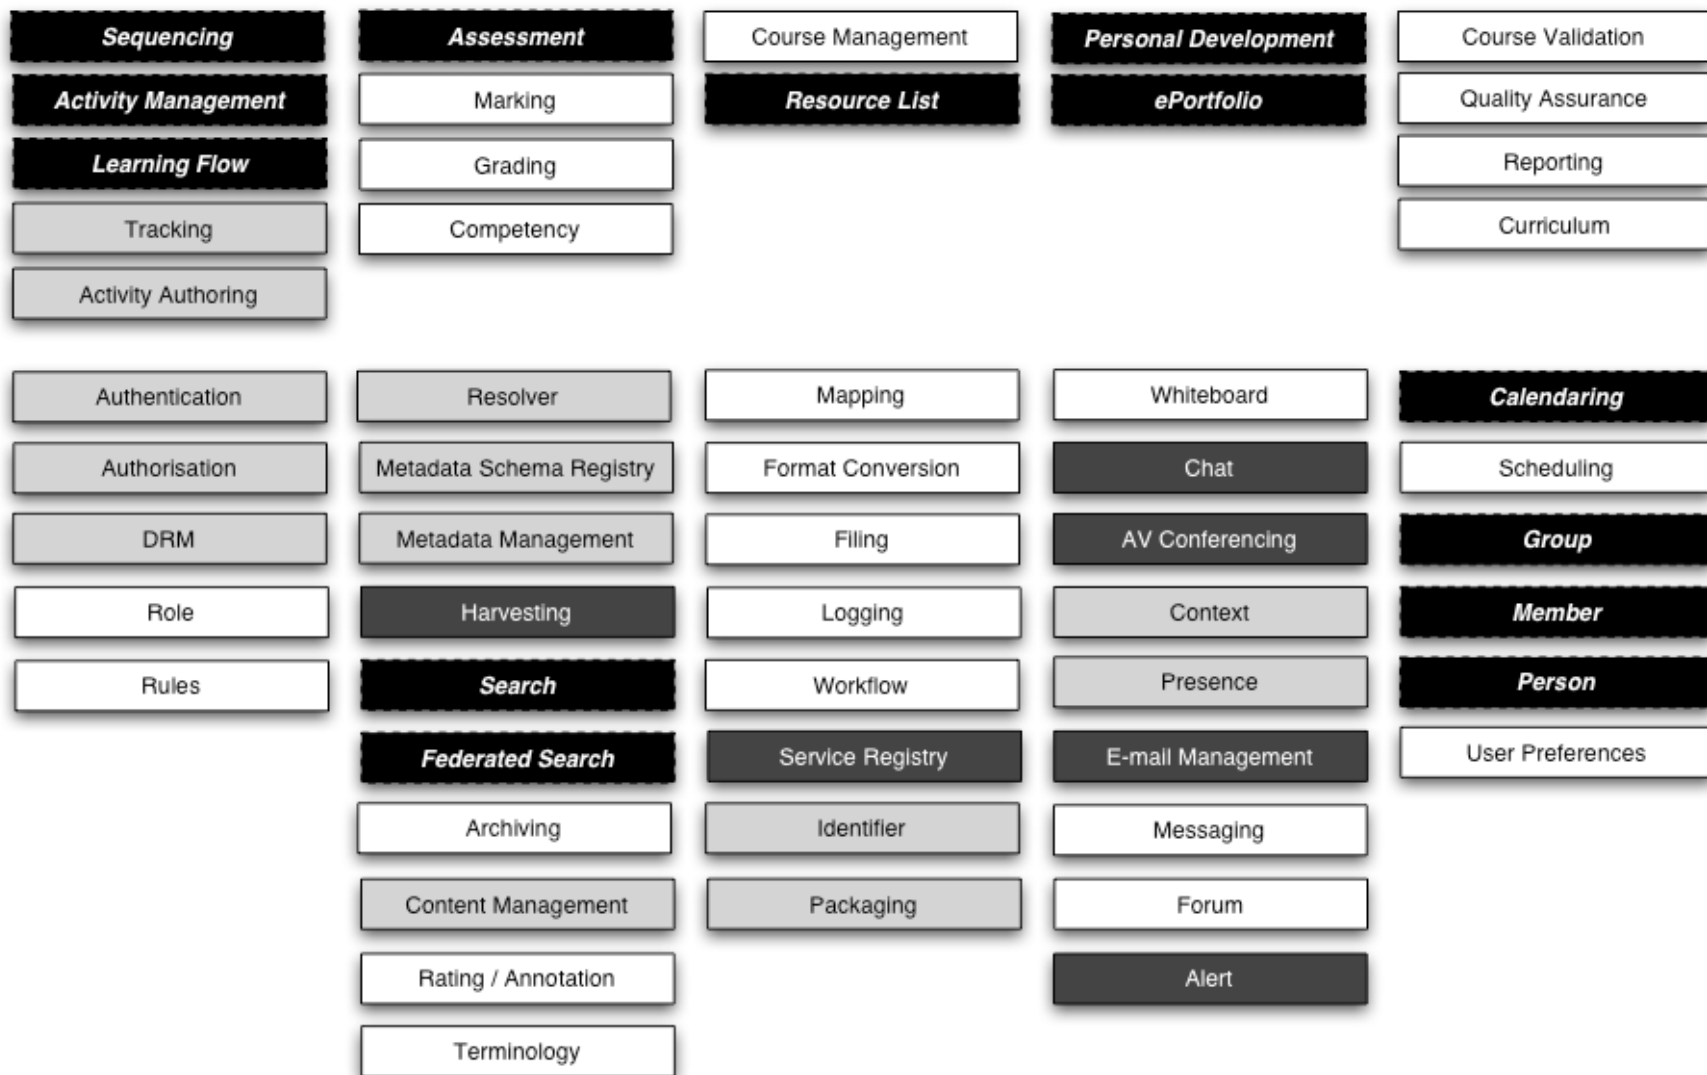 Sequencing
Activity Management
Learning Flow
Tracking
Activity Authoring
Assessment
Marking
Grading
Competency
Course Management
Resource List
Personal Development
ePortfolio
Course Validation
Quality Assurance
Reporting
Curriculum
Authentication
Authorisation
DRM
Role
Rules
Resolver
Metadata Schema Registry
Metadata Management
Harvesting
Search
Federated Search
Archiving
Content Management
Rating / Annotation
Terminology
Mapping
Format Conversion
Filing
Logging
Workflow
Service Registry
Identifier
Packaging
Whiteboard
Chat
AV Conferencing
Context
Presence
E-mail Management
Messaging
Forum
Alert
Calendaring
Scheduling
Group
Member
Person
User Preferences